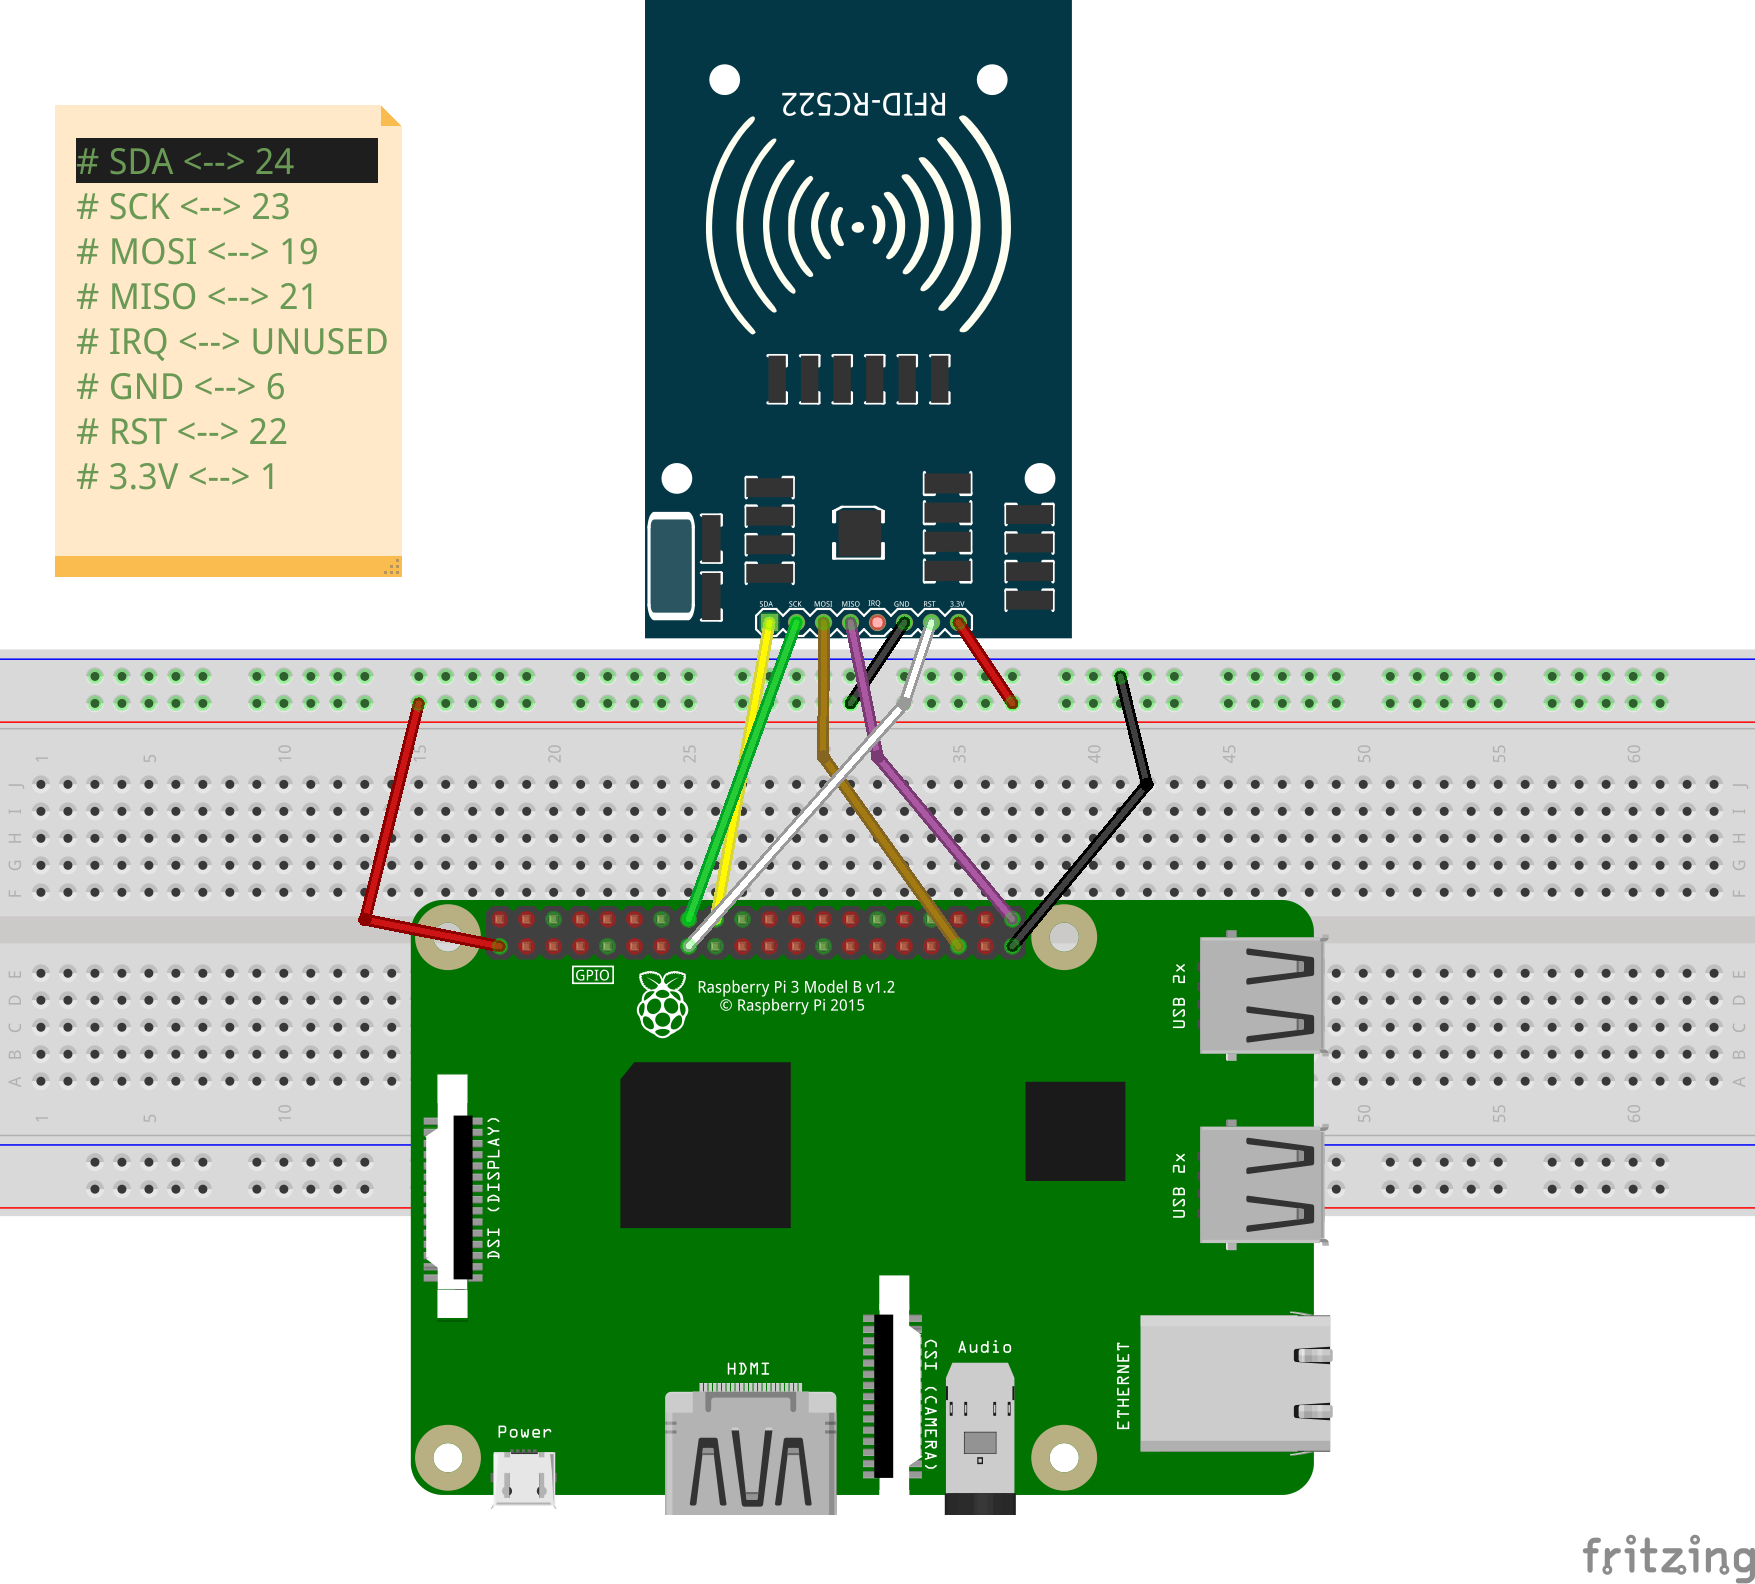 RFID-RC522
# SDA <--> 24
# SCK <--> 23
# MOSI <--> 19
# MISO <--> 21
# IRQ <--> UNUSED
# GND <--> 6
# RST <--> 22
# 3.3V <--> 1
SDA SCK MOSI MISO IRQ GND RST 3.3V
1 5 10 15 20 25 35 40 45 50 55 60
J J
I I
H H
G G
F F
GPIO
Raspberry Pi 3 Model B v1.2
© Raspberry Pi 2015
E E
D D
C C
B B
A A
1 5 10 50 55 60
USB 2x
USB 2x
DSI (DISPLAY)
CSI (CAMERA)
ETHERNET
Audio
HDMI
Power
fritzing